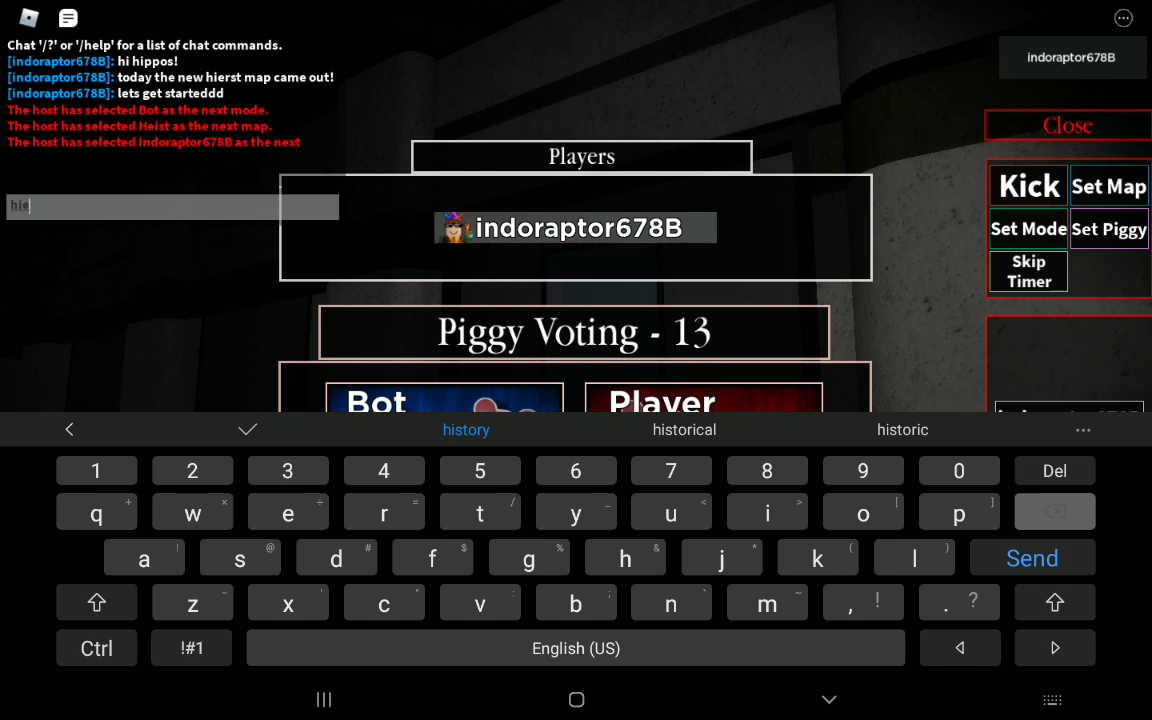 Chat '/?' or '/help' for a list of chat commands.
[indoraptor678B]: hi hippos!
[indoraptor678B]: today the new hierst map came out!
[indoraptor678B]: lets get starteddd
The host has selected Bot as the next mode.
The host has selected Heist as the next map.
The host has selected indoraptor678B as the next
hie
indoraptor678B
Close
Kick Set Map
Set Mode Set Piggy
Skip
Timer
Players
indoraptor678B
Piggy Voting - 13
Bot Player
history historical historic
1 2 3 4 5 6 7 8 9 0 Del
q + w × e ÷ r = t / y _ u < i > o [ p ]
a ! s @ d # f $ g % h & j * k ( l ) Send
z - x ' c " v : b ; n ` m ~ , ! . ?
Ctrl !#1 English (US)